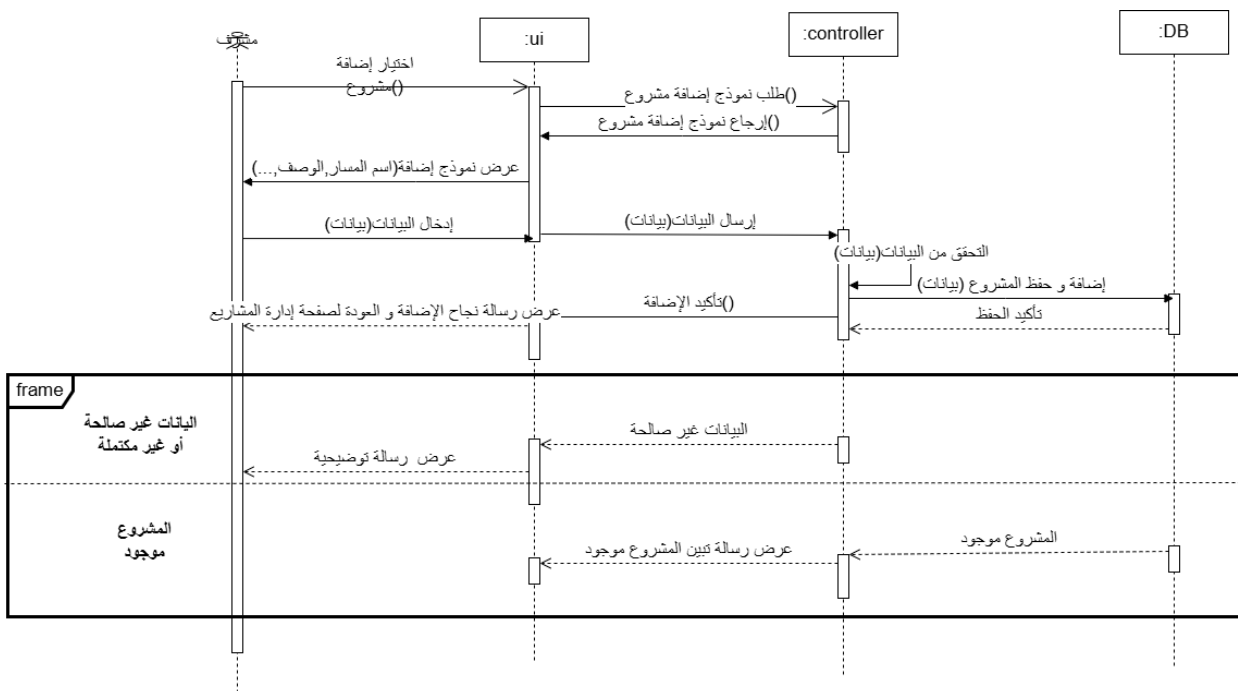 مشرف
:ui
:controller
:DB
اختيار إضافة
مشروع()
طلب نموذج إضافة مشروع()
إرجاع نموذج إضافة مشروع()
عرض نموذج إضافة(اسم المسار,الوصف,...)
إدخال البيانات(بيانات)
إرسال البيانات(بيانات)
التحقق من البيانات(بيانات)
إضافة و حفظ المشروع (بيانات)
تأكيد الإضافة()
عرض رسالة نجاح الإضافة و العودة لصفحة إدارة المشاريع
تأكيد الحفظ
frame
اليانات غير صالحة
أو غير مكتملة
البيانات غير صالحة
عرض رسالة توضيحية
المشروع
موجود
المشروع موجود
عرض رسالة تبين المشروع موجود